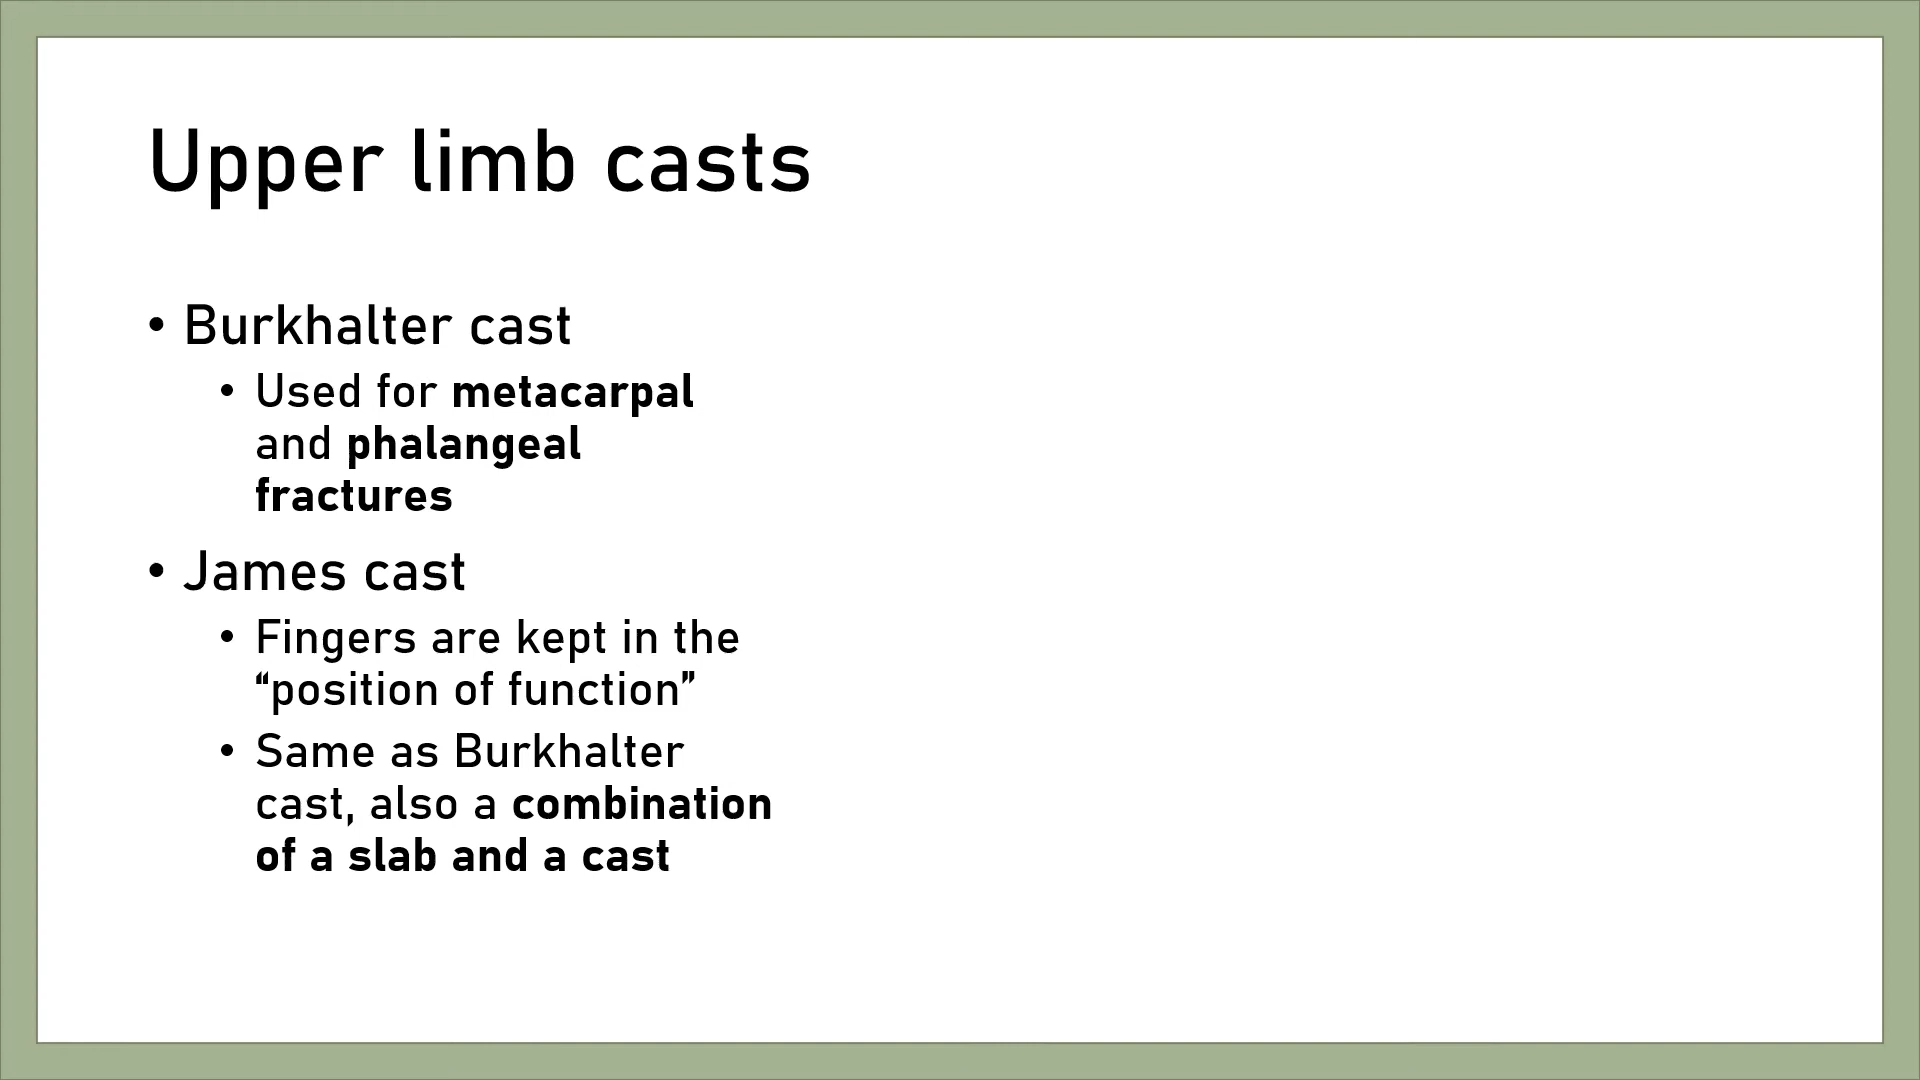 Upper limb casts
• Burkhalter cast
• Used for metacarpal
and phalangeal
fractures
• James cast
• Fingers are kept in the
“position of function”
• Same as Burkhalter
cast, also a combination
of a slab and a cast